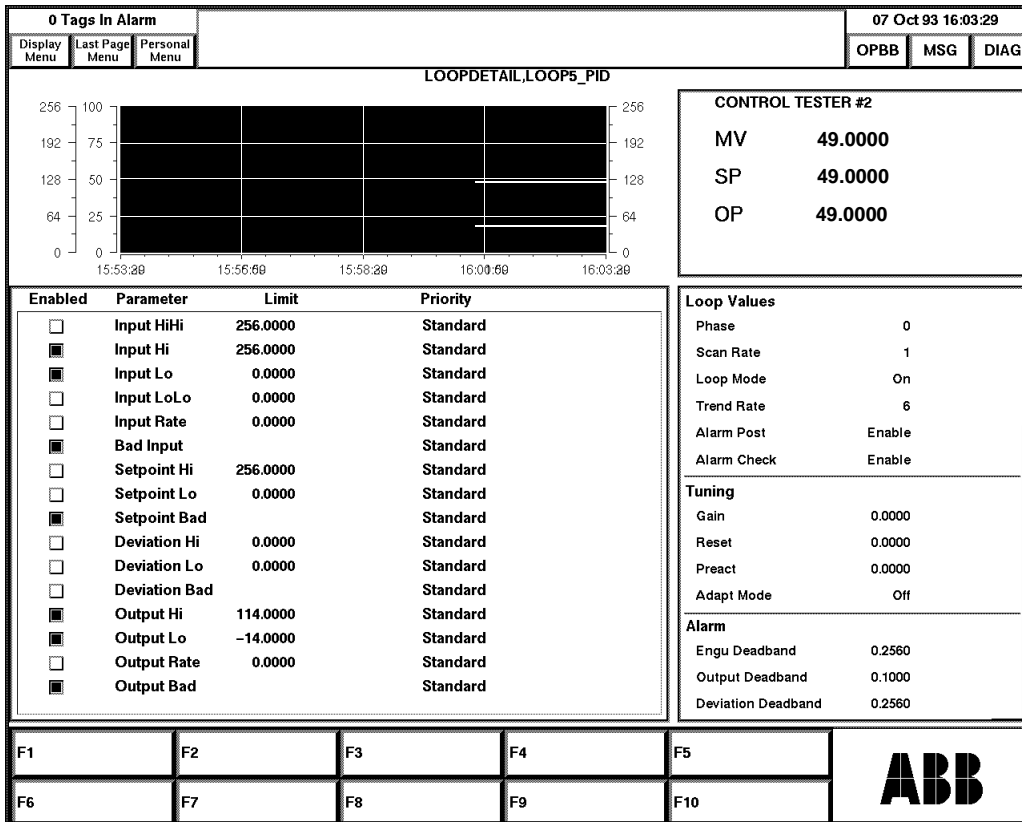 0 Tags In Alarm
07 Oct 93 16:03:29
Display Menu
Last Page Menu
Personal Menu
OPBB
MSG
DIAG
LOOPDETAIL,LOOP5_PID
256 100 256
192 75 192
128 50 128
64 25 64
0 0 0
15:53:29 15:58:29 16:03:29
CONTROL TESTER #2
MV 49.0000
SP 49.0000
OP 49.0000
Enabled Parameter Limit Priority
Input HiHi 256.0000 Standard
Input Hi 256.0000 Standard
Input Lo 0.0000 Standard
Input LoLo 0.0000 Standard
Input Rate 0.0000 Standard
Bad Input Standard
Setpoint Hi 256.0000 Standard
Setpoint Lo 0.0000 Standard
Setpoint Bad Standard
Deviation Hi 0.0000 Standard
Deviation Lo 0.0000 Standard
Deviation Bad Standard
Output Hi 114.0000 Standard
Output Lo −14.0000 Standard
Output Rate 0.0000 Standard
Output Bad Standard
Loop Values
Phase 0
Scan Rate 1
Loop Mode On
Trend Rate 6
Alarm Post Enable
Alarm Check Enable
Tuning
Gain 0.0000
Reset 0.0000
Preact 0.0000
Adapt Mode Off
Alarm
Engu Deadband 0.2560
Output Deadband 0.1000
Deviation Deadband 0.2560
F1 F2 F3 F4 F5
F6 F7 F8 F9 F10
ABB